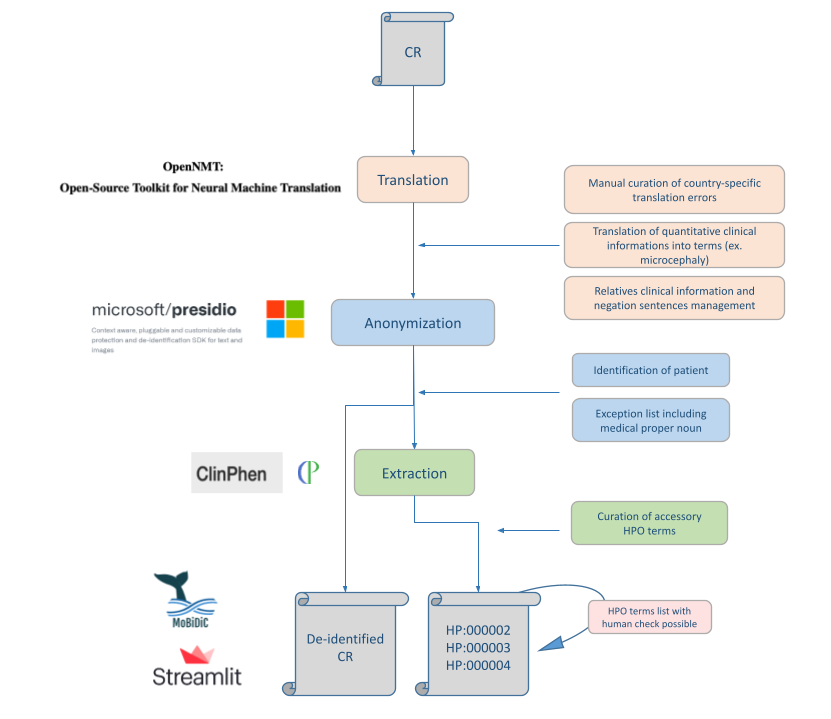 CR
OpenNMT:
Open-Source Toolkit for Neural Machine Translation
Translation
Manual curation of country-specific
translation errors
Translation of quantitative clinical
informations into terms (ex.
microcephaly)
Relatives clinical information and
negation sentences management
microsoft/presidio
Context aware, pluggable and customizable data
protection and de-identification SDK for text and
images
Anonymization
Identification of patient
Exception list including
medical proper noun
ClinPhen
CP
Extraction
Curation of accessory
HPO terms
MoBiDiC
Streamlit
De-identified
CR
HP:000002
HP:000003
HP:000004
HPO terms list with
human check possible